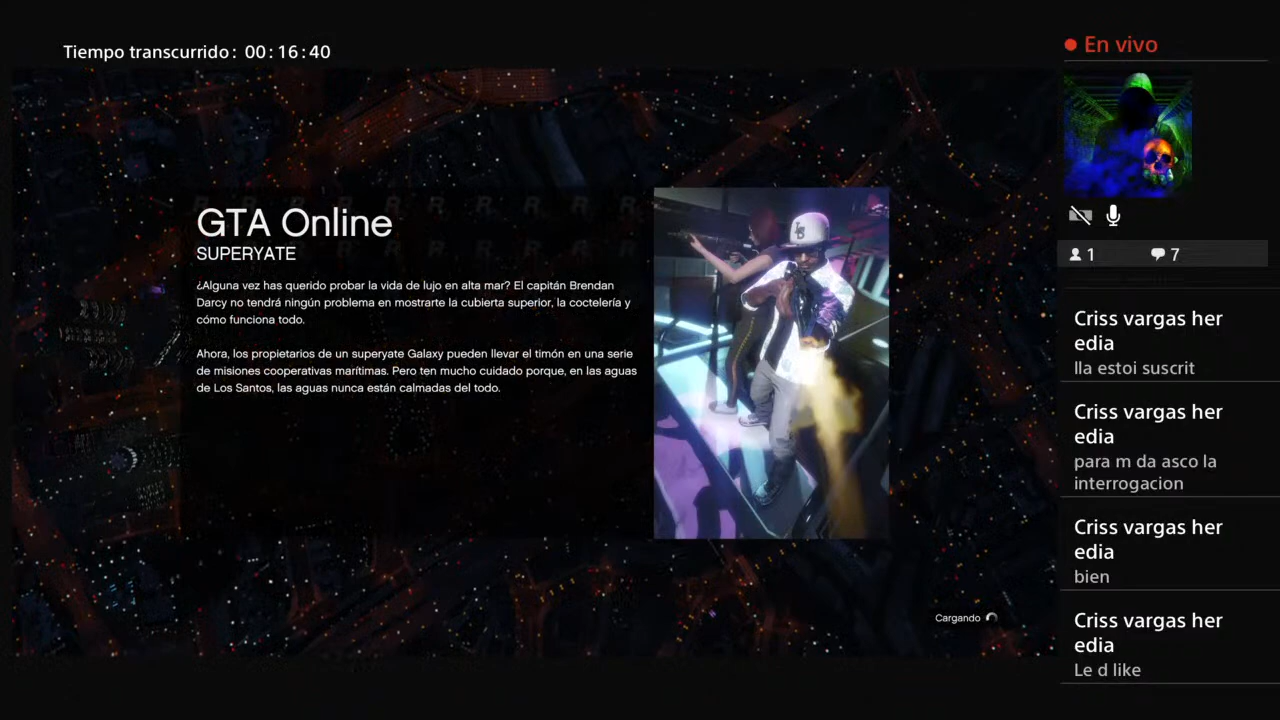 Tiempo transcurrido: 00:16:40
En vivo
GTA Online
SUPERYATE
¿Alguna vez has querido probar la vida de lujo en alta mar? El capitán Brendan
Darcy no tendrá ningún problema en mostrarte la cubierta superior, la coctelería y
cómo funciona todo.
Ahora, los propietarios de un superyate Galaxy pueden llevar el timón en una serie
de misiones cooperativas marítimas. Pero ten mucho cuidado porque, en las aguas
de Los Santos, las aguas nunca están calmadas del todo.
Cargando
1
7
Criss vargas her
edia
lla estoi suscrit
Criss vargas her
edia
para m da asco la
interrogacion
Criss vargas her
edia
bien
Criss vargas her
edia
Le d like